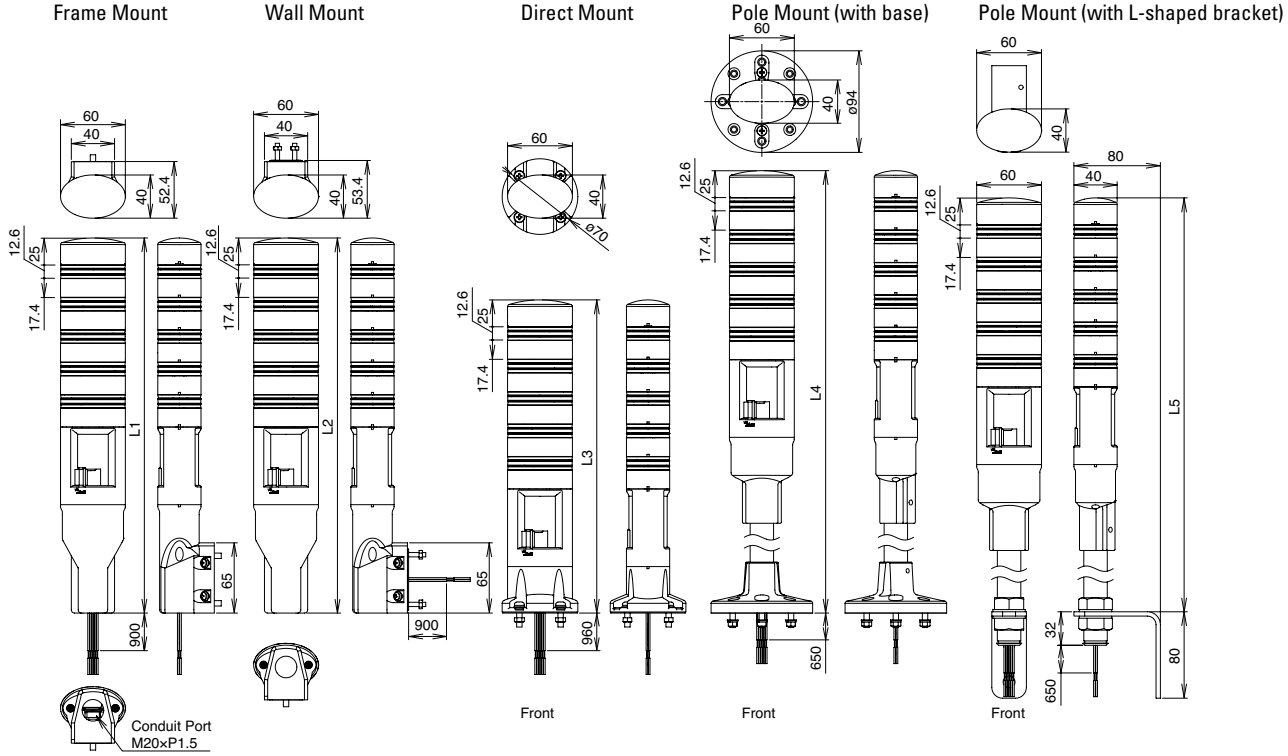 Frame Mount
Wall Mount
Direct Mount
Pole Mount (with base)
Pole Mount (with L-shaped bracket)
60
40
40
52.4
12.6
25
17.4
L1
65
900
Conduit Port
M20×P1.5
60
40
40
53.4
12.6
25
17.4
L2
65
900
60
40
ø70
12.6
25
17.4
L3
960
Front
60
40
ø94
12.6
25
17.4
L4
650
Front
60
40
80
60
40
12.6
25
17.4
L5
32
650
80
Front